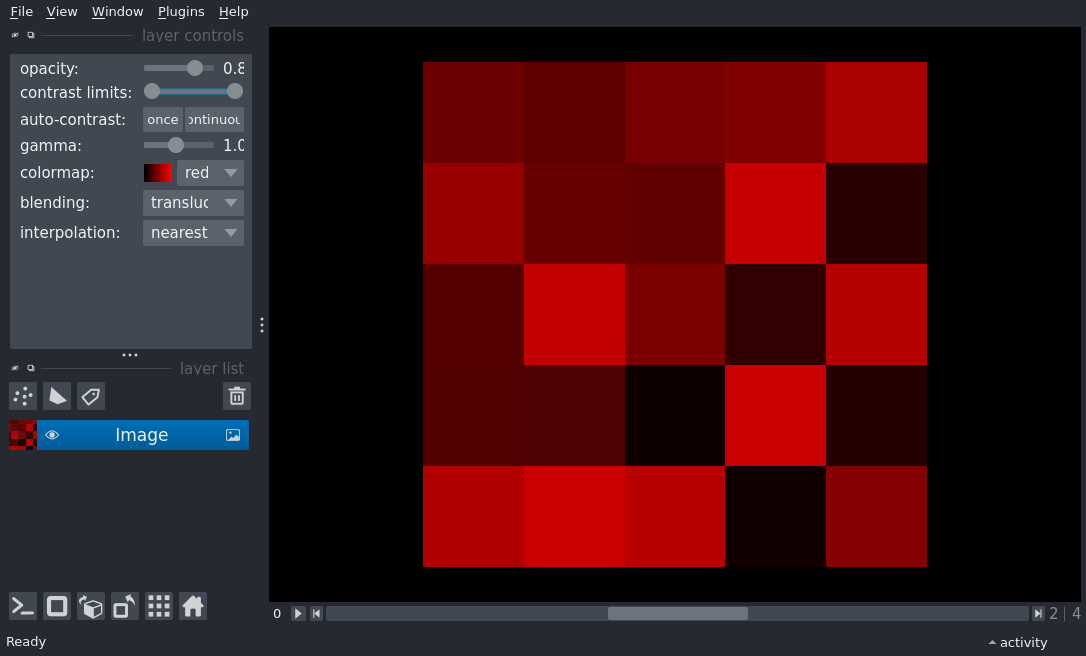 File View Window Plugins Help
layer controls
opacity: 0.8
contrast limits:
auto-contrast: once ontinuou
gamma: 1.0
colormap: red
blending: transluc
interpolation: nearest
layer list
Image
0 2 | 4
Ready
activity